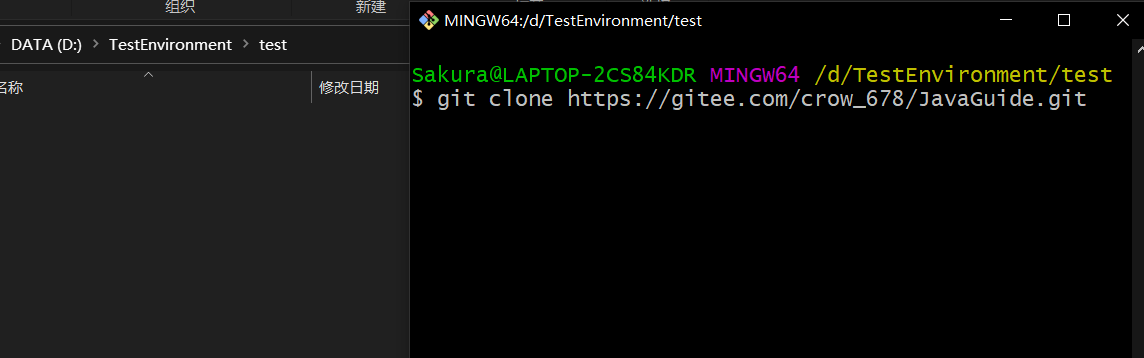 组织
新建
DATA (D:) > TestEnvironment > test
名称
修改日期
MINGW64:/d/TestEnvironment/test
Sakura@LAPTOP-2CS84KDR MINGW64 /d/TestEnvironment/test
$ git clone https://gitee.com/crow_678/JavaGuide.git